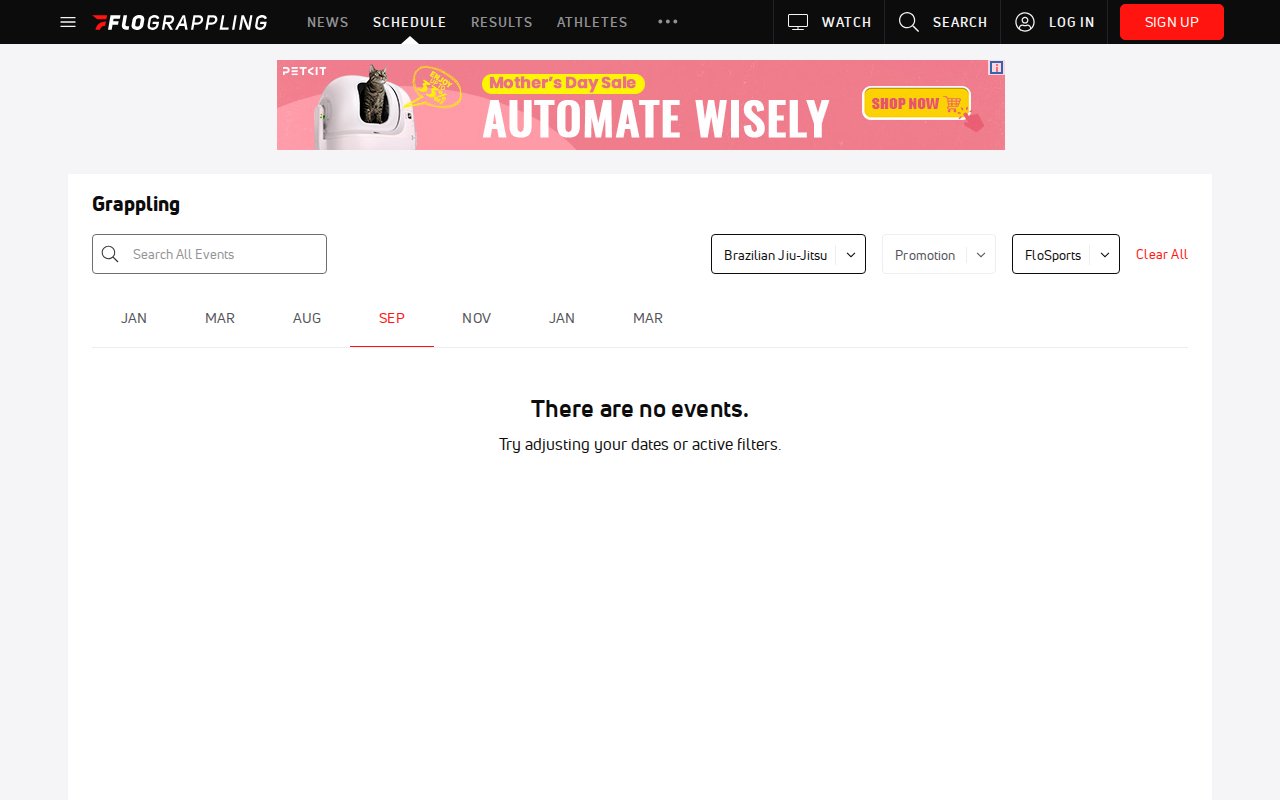 FLOGRAPPLING
NEWS
SCHEDULE
RESULTS
ATHLETES
WATCH
SEARCH
LOG IN
SIGN UP
PETKIT
Mother's Day Sale
AUTOMATE WISELY
SHOP NOW
Grappling
Search All Events
Brazilian Jiu-Jitsu
Promotion
FloSports
Clear All
JAN
MAR
AUG
SEP
NOV
JAN
MAR
There are no events.
Try adjusting your dates or active filters.